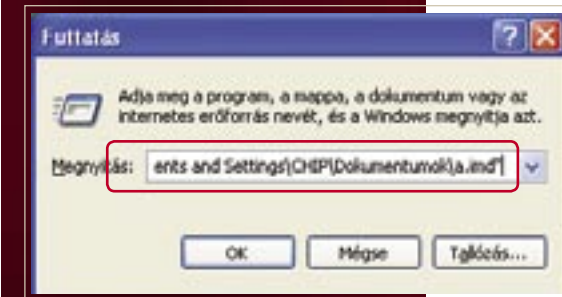 Futtatás
Adja meg a program, a mappa, a dokumentum vagy az
internetes erőforrás nevét, és a Windows megnyitja azt.
Megnyitás: ents and Settings\CHIP\Dokumentumok\a.imd"
OK Mégse Tallózás...